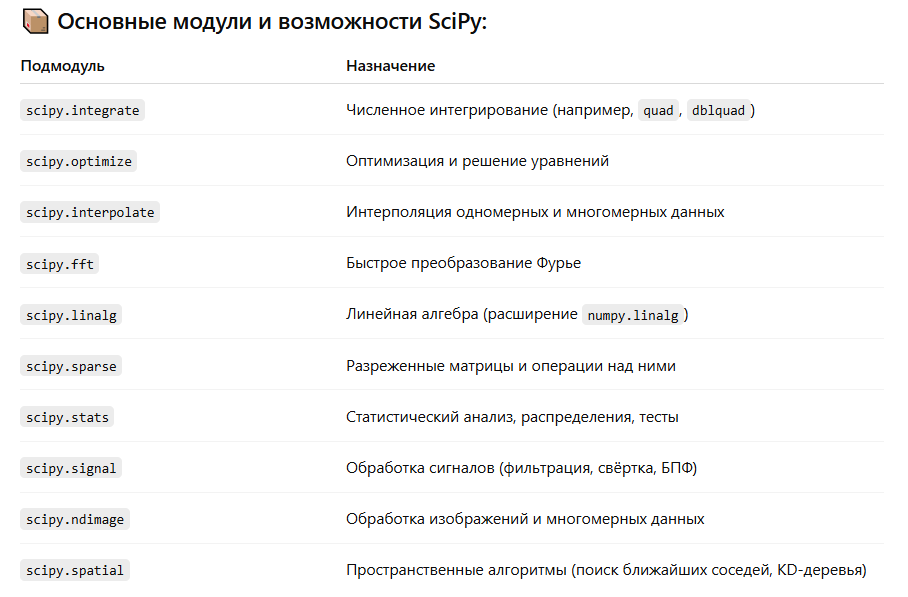 Основные модули и возможности SciPy:
Подмодуль Назначение
scipy.integrate Численное интегрирование (например, quad, dblquad)
scipy.optimize Оптимизация и решение уравнений
scipy.interpolate Интерполяция одномерных и многомерных данных
scipy.fft Быстрое преобразование Фурье
scipy.linalg Линейная алгебра (расширение numpy.linalg)
scipy.sparse Разреженные матрицы и операции над ними
scipy.stats Статистический анализ, распределения, тесты
scipy.signal Обработка сигналов (фильтрация, свёртка, БПФ)
scipy.ndimage Обработка изображений и многомерных данных
scipy.spatial Пространственные алгоритмы (поиск ближайших соседей, KD-деревья)